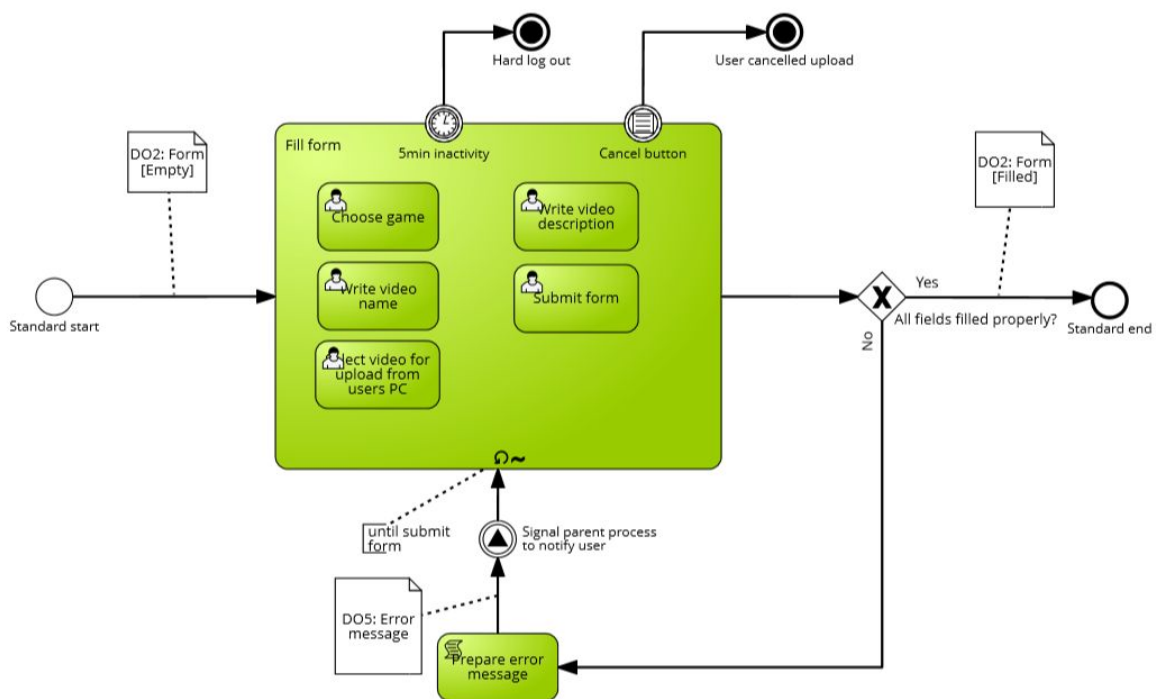 Hard log out
User cancelled upload
DO2: Form
[Empty]
Fill form
5min inactivity
Cancel button
DO2: Form
[Filled]
Choose game
Write video
description
Write video
name
Submit form
lect video for
upload from
users PC
Standard start
Yes
All fields filled properly?
Standard end
No
until submit
form
Signal parent process
to notify user
DO5: Error
message
Prepare error
message